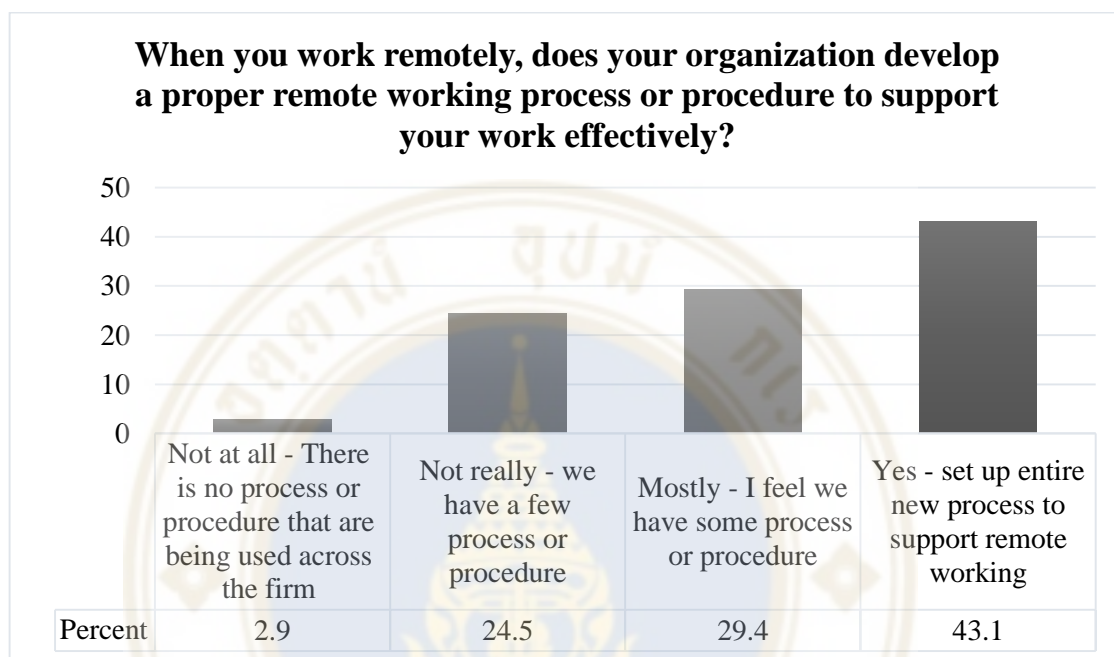 When you work remotely, does your organization develop
a proper remote working process or procedure to support
your work effectively?
50
40
30
20
10
0
Not at all - There
is no process or
procedure that are
being used across
the firm
Not really - we
have a few
process or
procedure
Mostly - I feel we
have some process
or procedure
Yes - set up entire
new process to
support remote
working
Percent 2.9 24.5 29.4 43.1